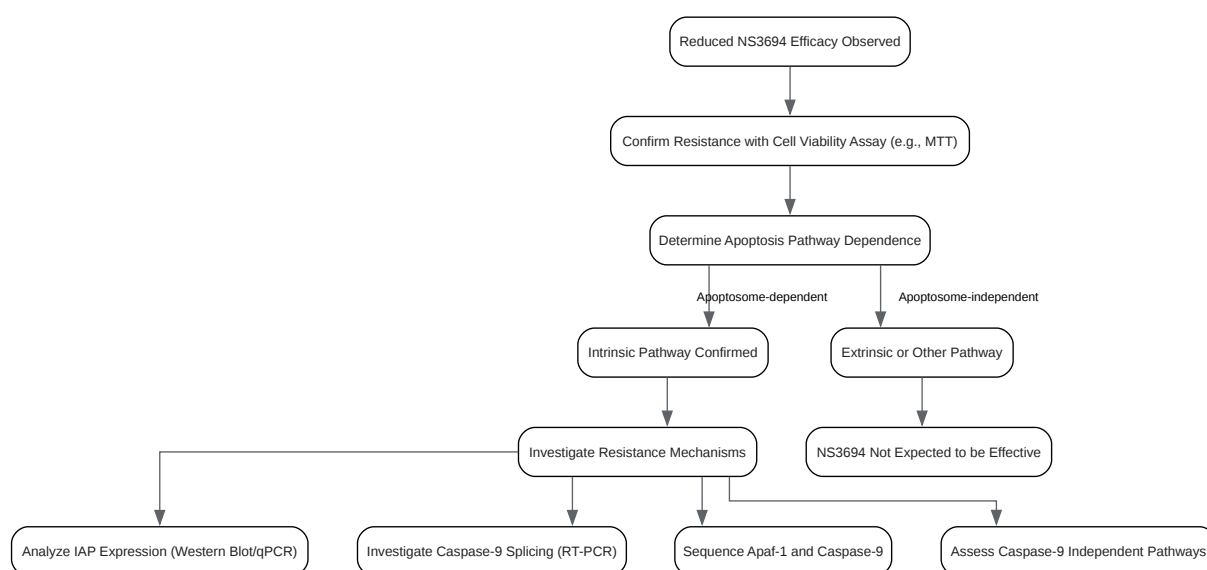 Reduced NS3694 Efficacy Observed
Confirm Resistance with Cell Viability Assay (e.g., MTT)
Determine Apoptosis Pathway Dependence
Apoptosome-dependent
Apoptosome-independent
Intrinsic Pathway Confirmed
Extrinsic or Other Pathway
Investigate Resistance Mechanisms
NS3694 Not Expected to be Effective
Analyze IAP Expression (Western Blot/qPCR)
Investigate Caspase-9 Splicing (RT-PCR)
Sequence Apaf-1 and Caspase-9
Assess Caspase-9 Independent Pathways